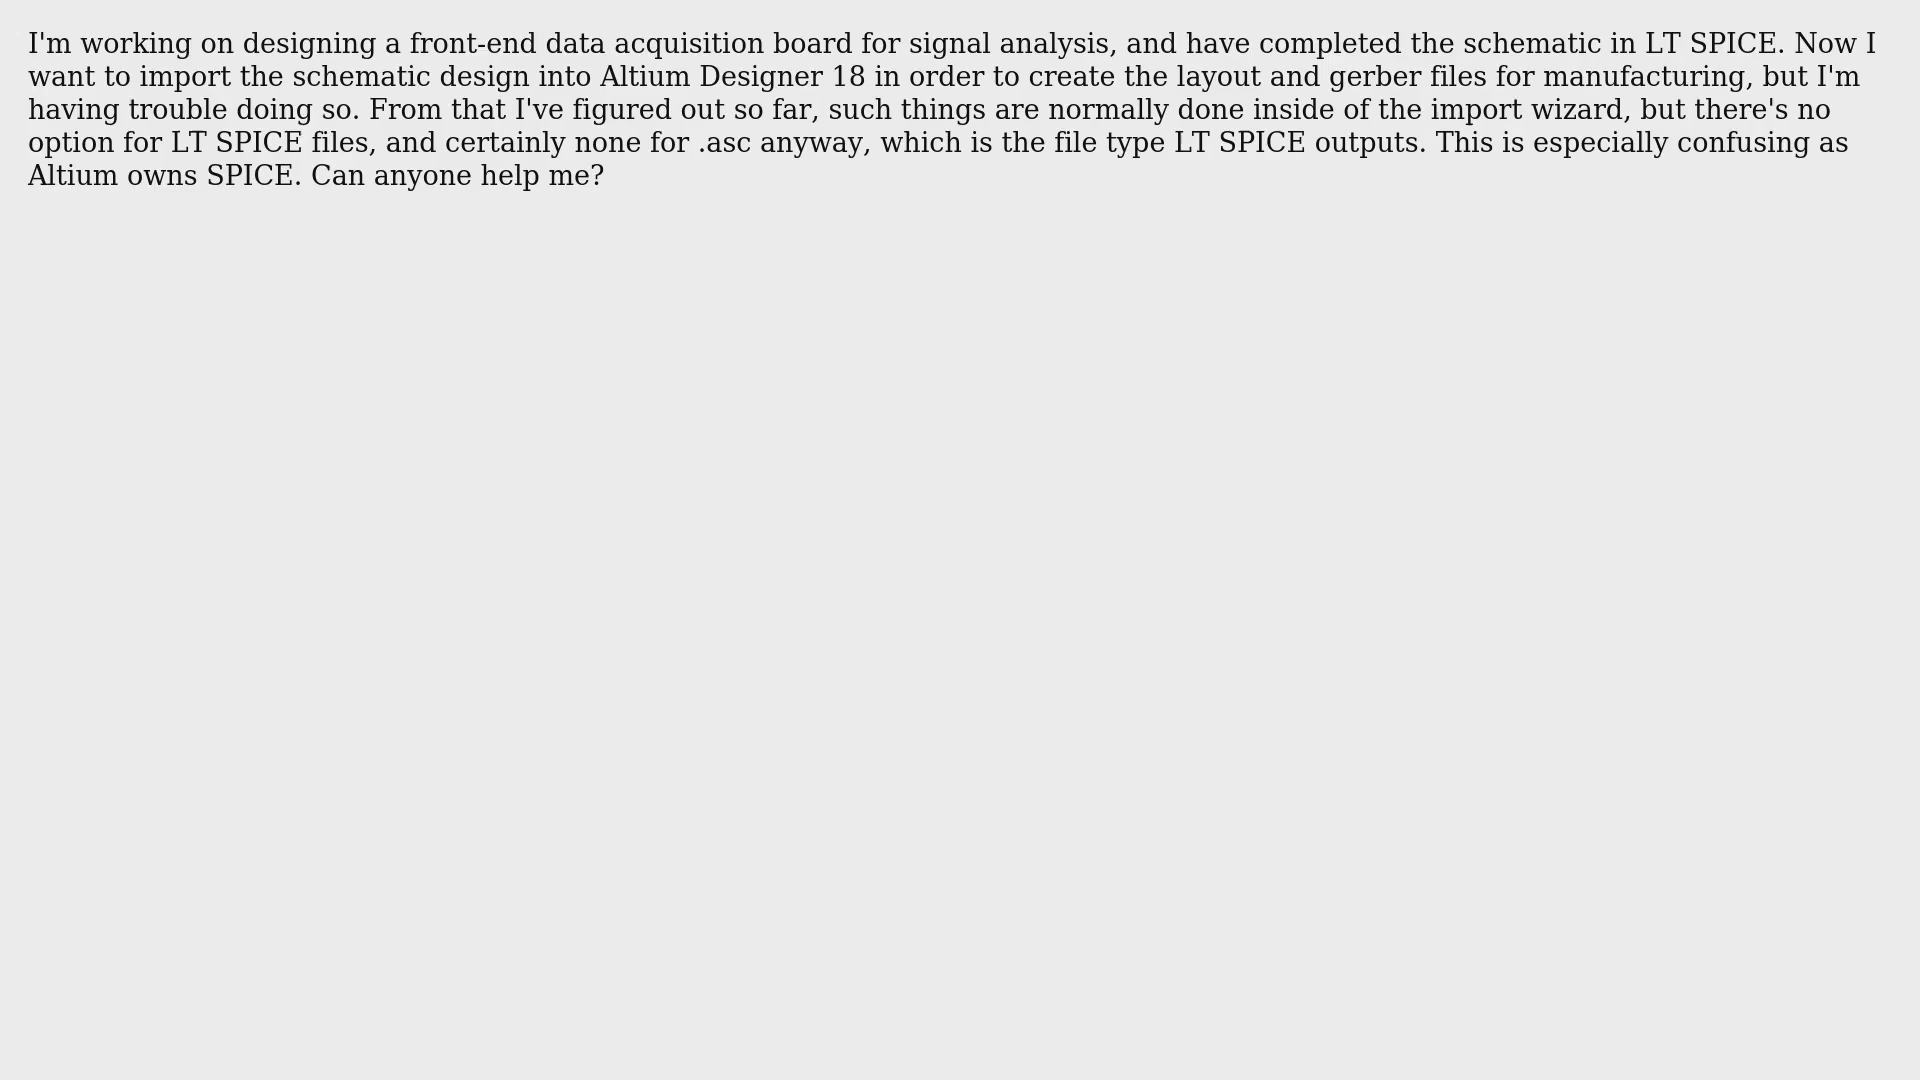 I'm working on designing a front-end data acquisition board for signal analysis, and have completed the schematic in LT SPICE. Now I
want to import the schematic design into Altium Designer 18 in order to create the layout and gerber files for manufacturing, but I'm
having trouble doing so. From that I've figured out so far, such things are normally done inside of the import wizard, but there's no
option for LT SPICE files, and certainly none for .asc anyway, which is the file type LT SPICE outputs. This is especially confusing as
Altium owns SPICE. Can anyone help me?